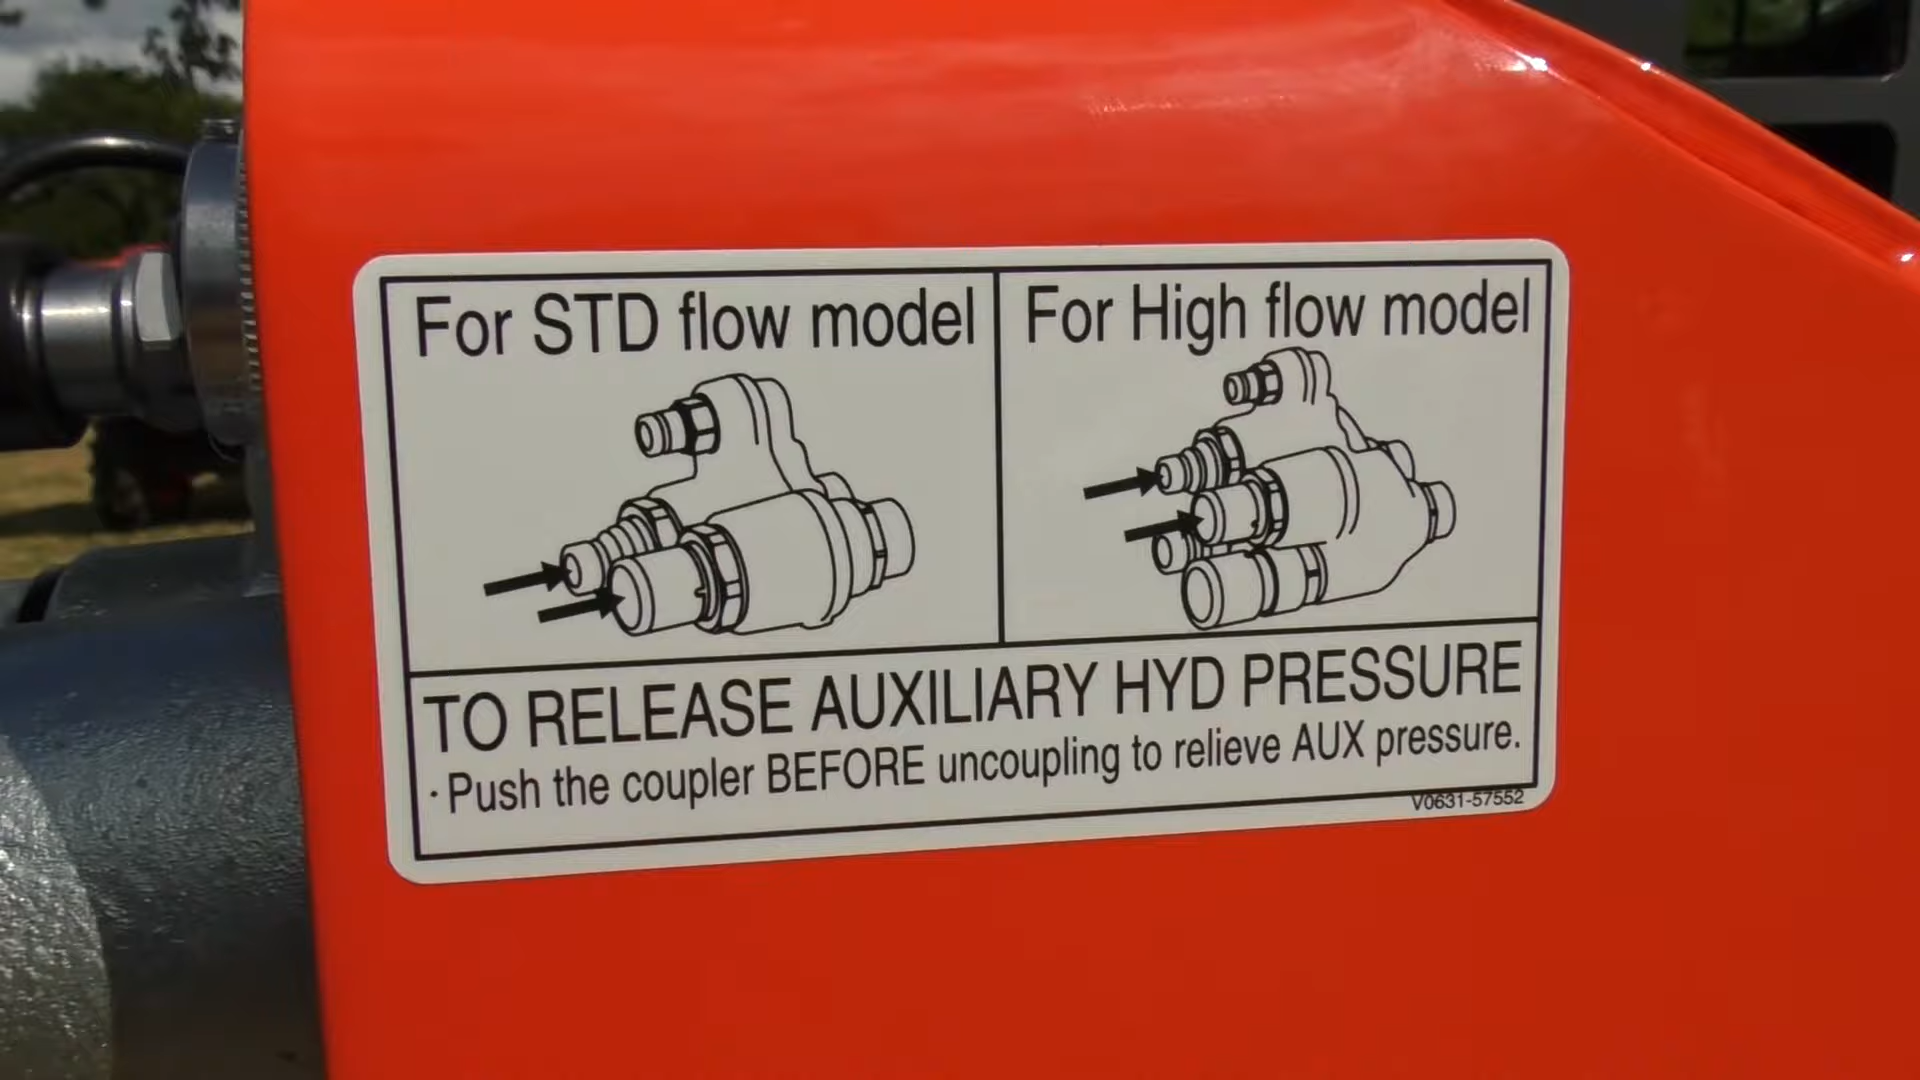 For STD flow model
For High flow model
TO RELEASE AUXILIARY HYD PRESSURE
· Push the coupler BEFORE uncoupling to relieve AUX pressure.
V0631-57552